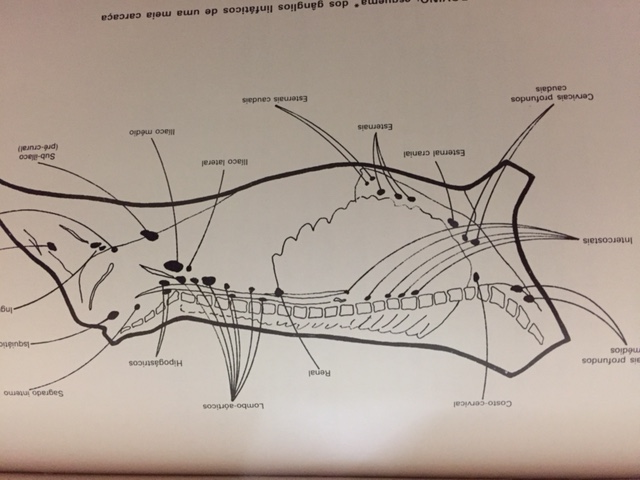 Costo-cervical
Lombo-aórticos
Sagrado interno
Renal
Hipogástricos
profundos
médios
Intercostais
Esternal cranial
Ilíaco lateral
Sub-ilíaco
(pré-crural)
Ilíaco médio
Esternais
Cervicais profundos
caudais
Esternais caudais
esquema* dos gânglios linfáticos de uma meia carcaça